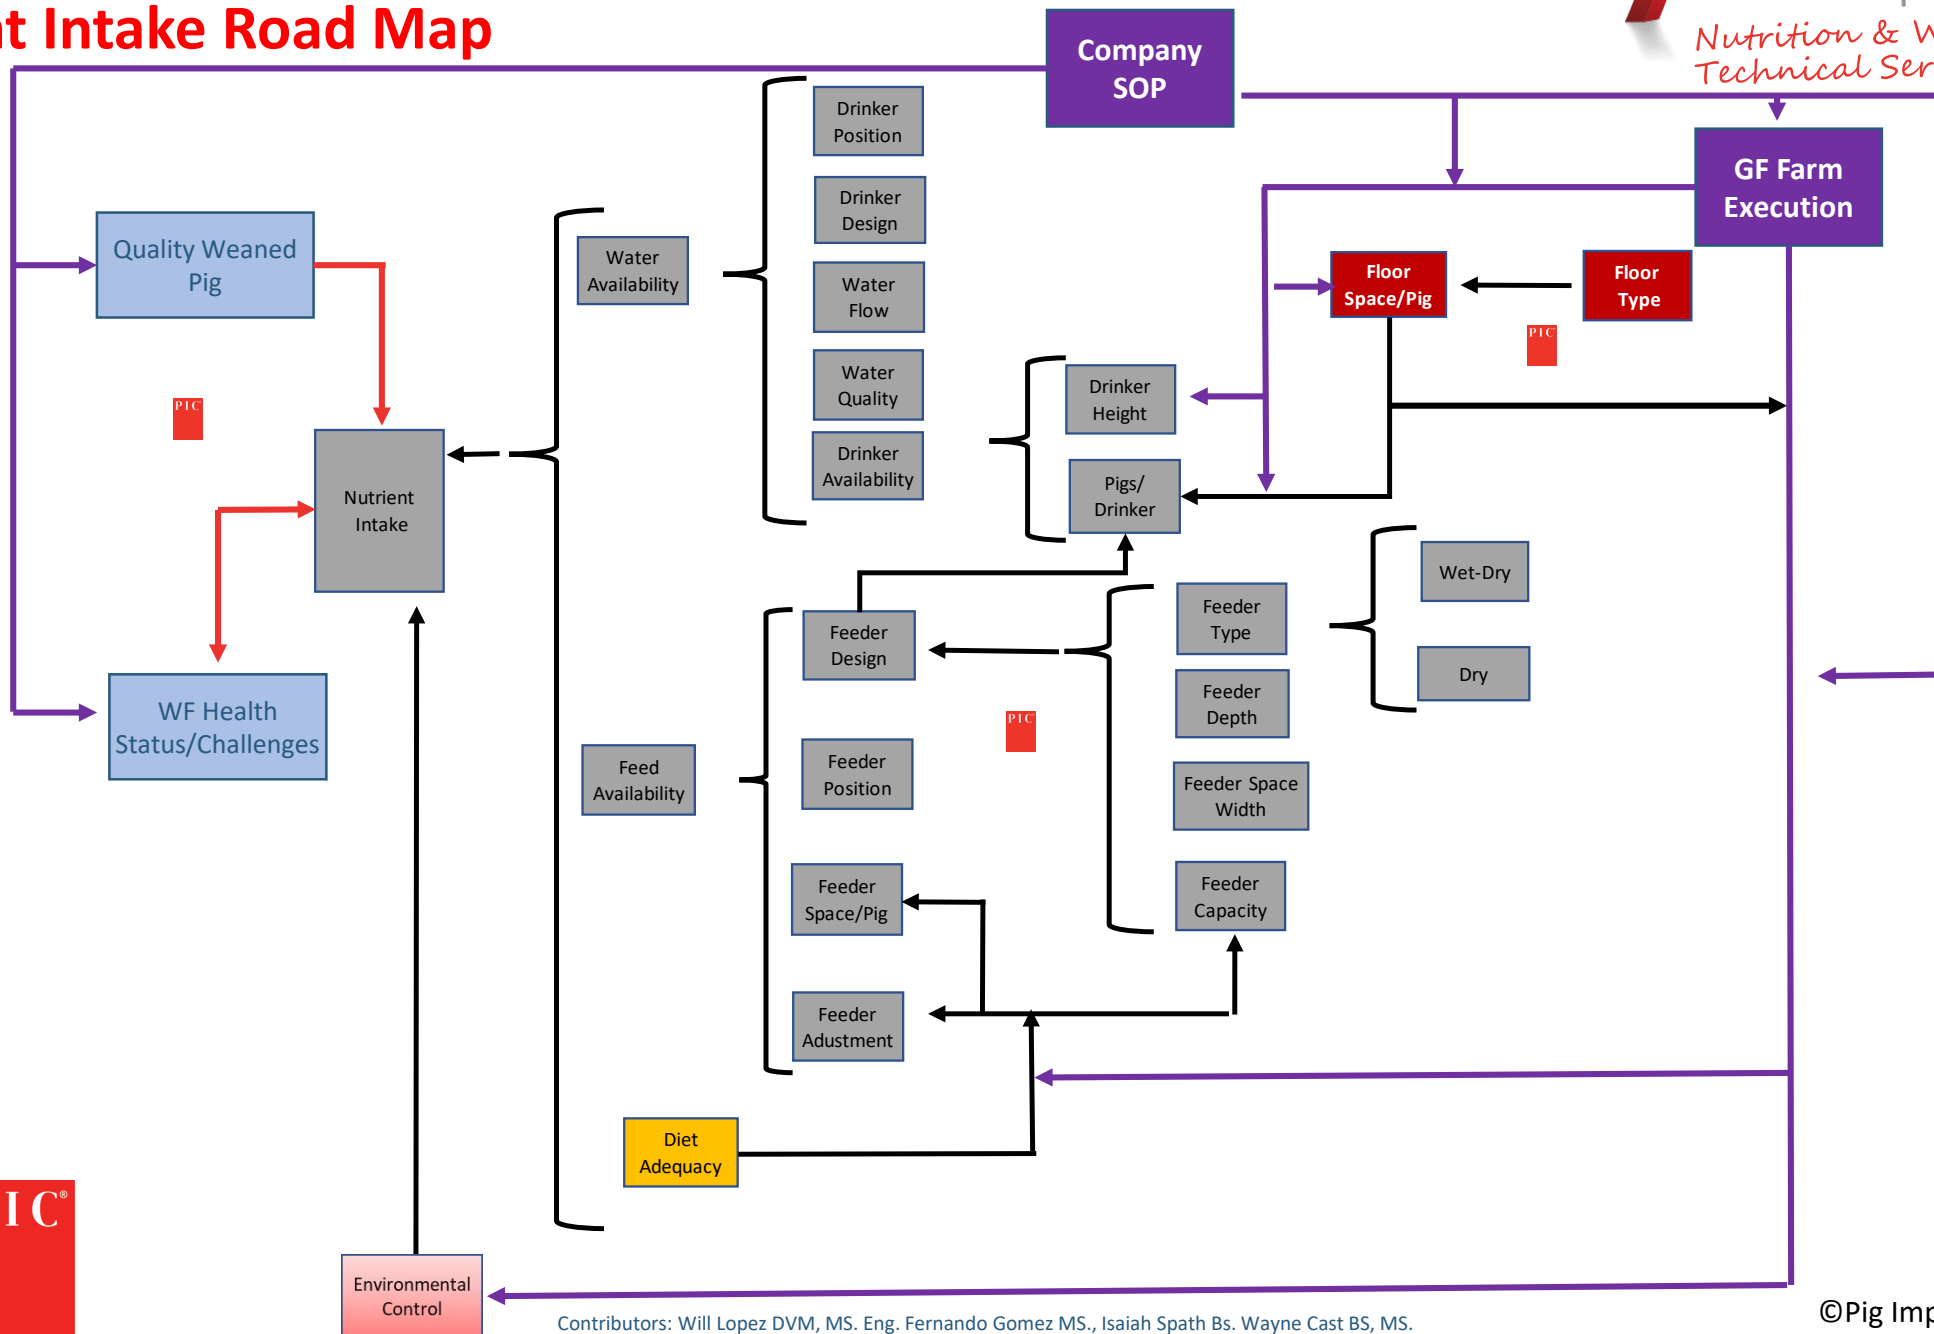 Intake Road Map
Nutrition &
Technical
Company
SOP
GF Farm
Execution
Quality Weaned
Pig
Water
Availability
Drinker
Position
Drinker
Design
Water
Flow
Water
Quality
Drinker
Availability
Drinker
Height
Pigs/
Drinker
Floor
Space/Pig
Floor
Type
PIC
PIC
Nutrient
Intake
WF Health
Status/Challenges
Feed
Availability
Feeder
Design
Feeder
Position
Feeder
Space/Pig
Feeder
Adustment
Feeder
Type
Feeder
Depth
Feeder Space
Width
Feeder
Capacity
Wet-Dry
Dry
PIC
Diet
Adequacy
Environmental
Control
IC®
Contributors: Will Lopez DVM, MS. Eng. Fernando Gomez MS., Isaiah Spath Bs. Wayne Cast BS, MS.
©Pig